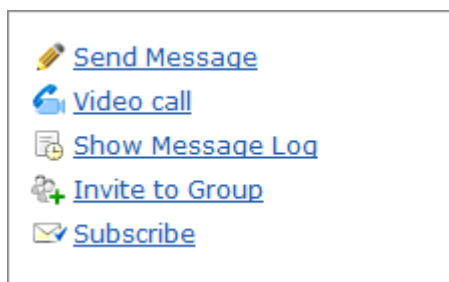 Send Message
Video call
Show Message Log
Invite to Group
Subscribe